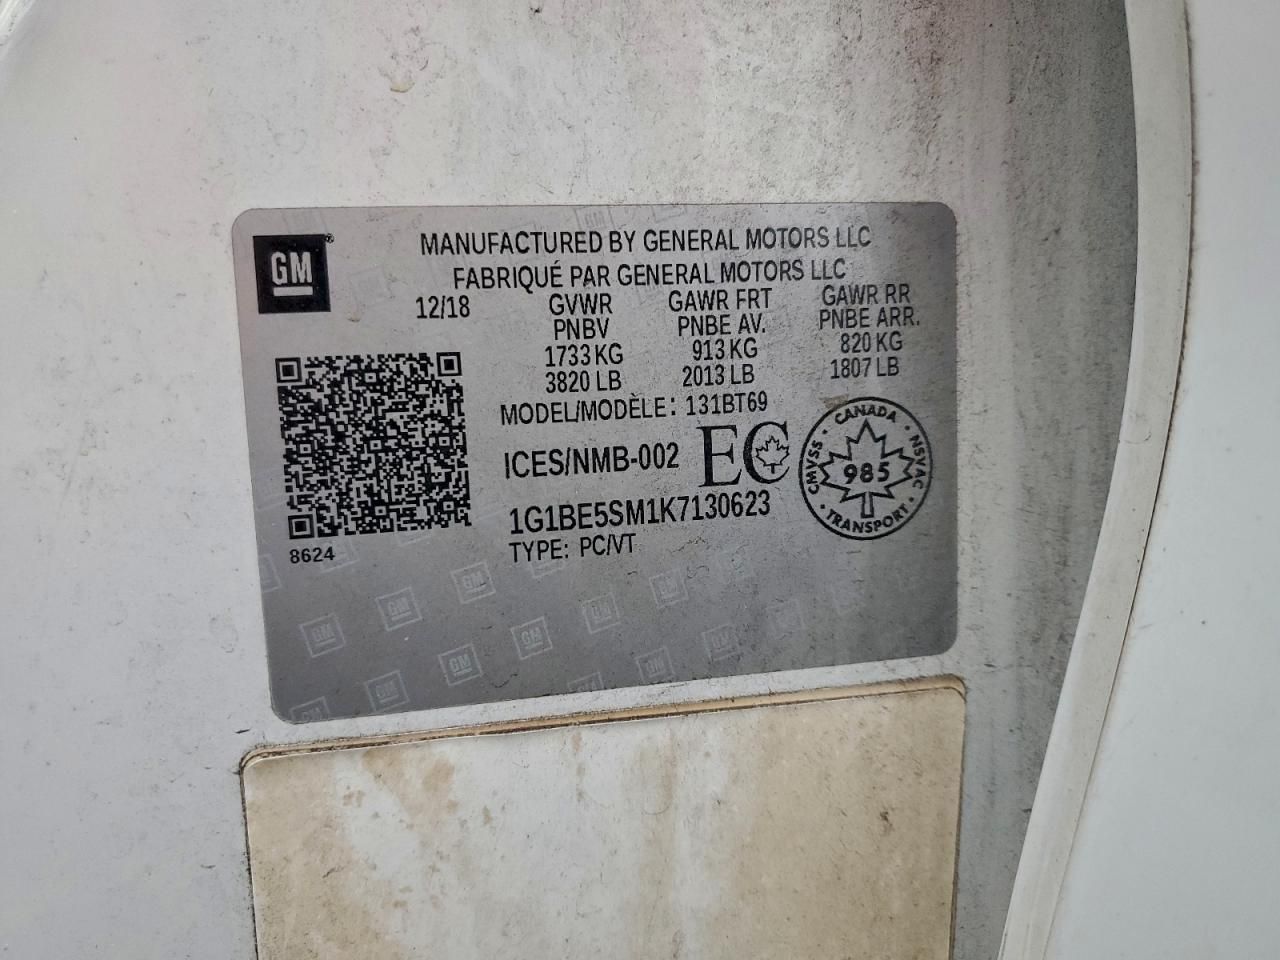 GM
MANUFACTURED BY GENERAL MOTORS LLC
FABRIQUÉ PAR GENERAL MOTORS LLC
12/18 GVWR GAWR FRT GAWR RR
PNBV PNBE AV. PNBE ARR.
1733 KG 913 KG 820 KG
3820 LB 2013 LB 1807 LB
MODEL/MODÈLE: 131BT69
ICES/NMB-002 EC
CANADA
CMVSS 985 NSVAC
TRANSPORT
1G1BE5SM1K7130623
TYPE: PC/VT
8624